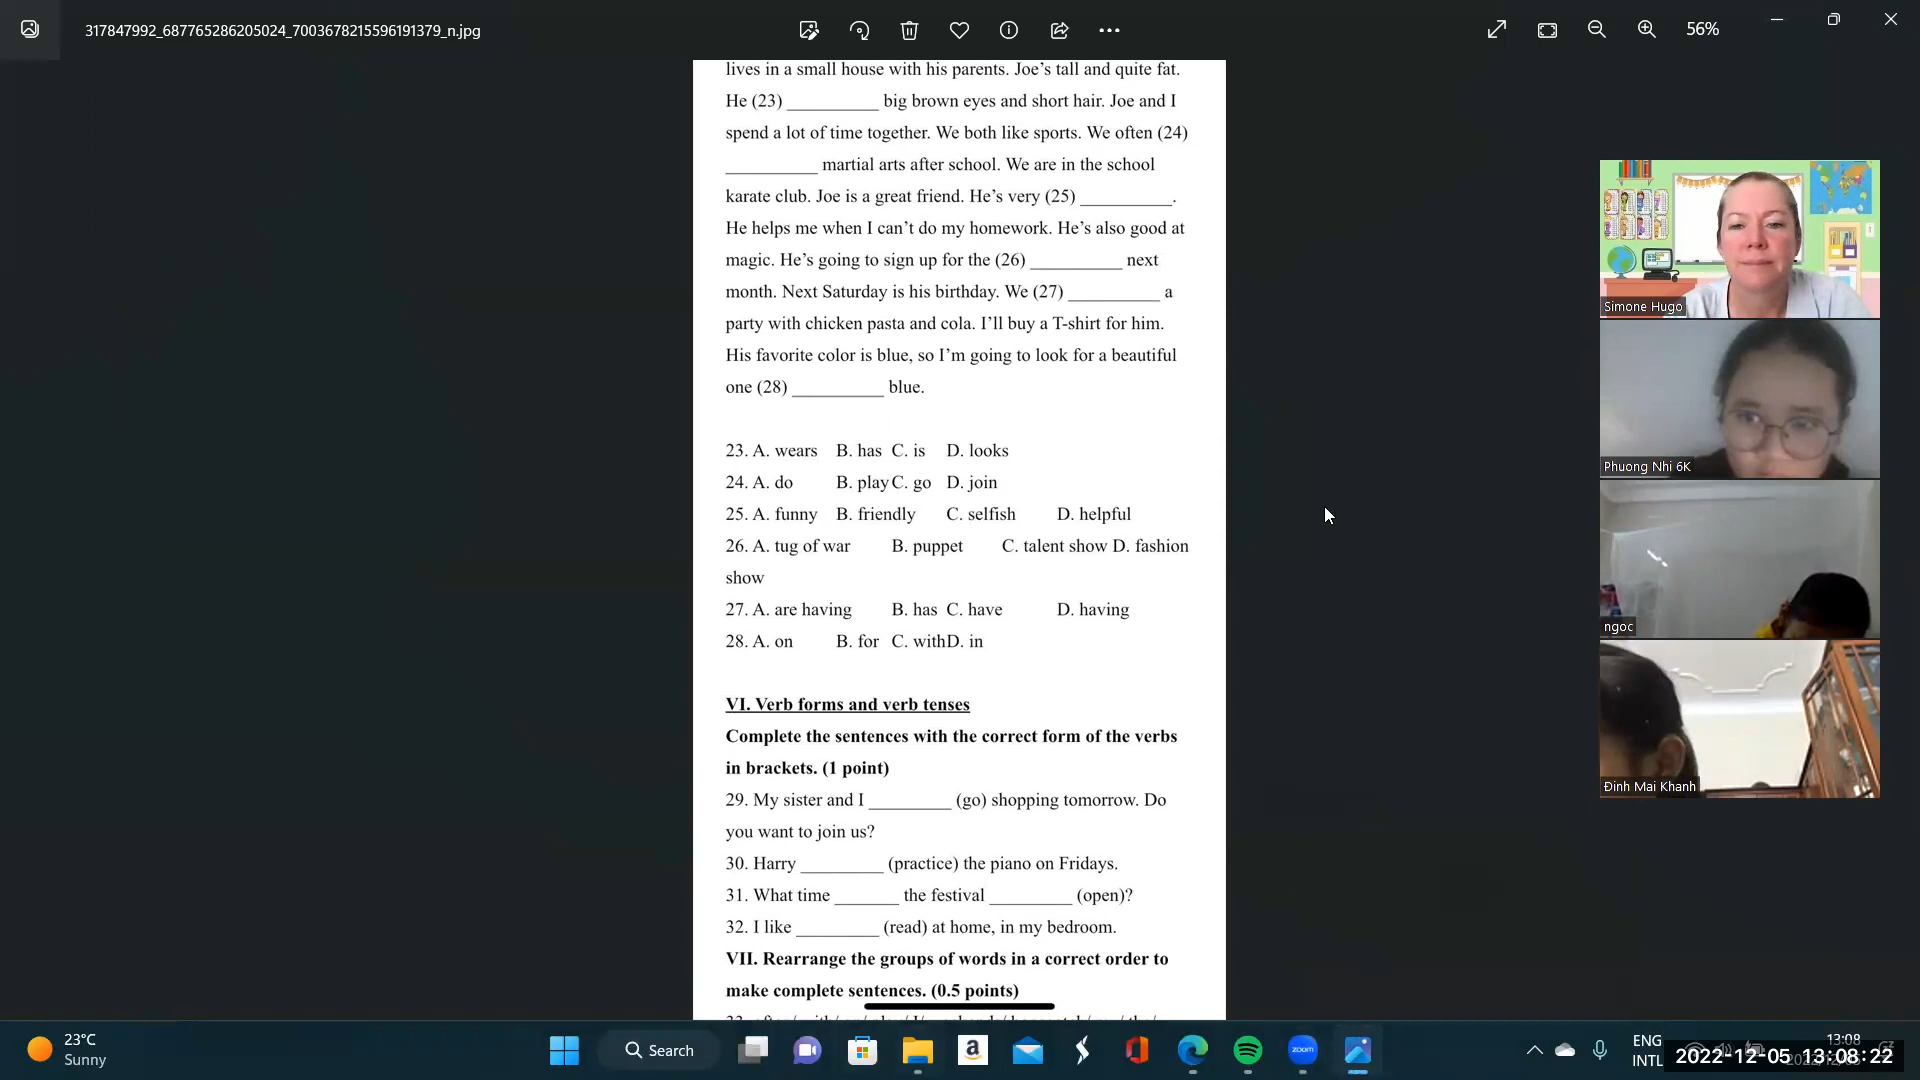 317847992_687765286205024_7003678215596191379_n.jpg
56%
lives in a small house with his parents. Joe's tall and quite fat.
He (23) __________ big brown eyes and short hair. Joe and I
spend a lot of time together. We both like sports. We often (24)
__________ martial arts after school. We are in the school
karate club. Joe is a great friend. He's very (25) __________.
He helps me when I can't do my homework. He's also good at
magic. He's going to sign up for the (26) __________ next
month. Next Saturday is his birthday. We (27) __________ a
party with chicken pasta and cola. I'll buy a T-shirt for him.
His favorite color is blue, so I'm going to look for a beautiful
one (28) __________ blue.
23. A. wears B. has C. is D. looks
24. A. do B. play C. go D. join
25. A. funny B. friendly C. selfish D. helpful
26. A. tug of war B. puppet C. talent show D. fashion
show
27. A. are having B. has C. have D. having
28. A. on B. for C. with D. in
VI. Verb forms and verb tenses
Complete the sentences with the correct form of the verbs
in brackets. (1 point)
29. My sister and I _________ (go) shopping tomorrow. Do
you want to join us?
30. Harry _________ (practice) the piano on Fridays.
31. What time _______ the festival _________ (open)?
32. I like _________ (read) at home, in my bedroom.
VII. Rearrange the groups of words in a correct order to
make complete sentences. (0.5 points)
Simone Hugo
Phuong Nhi 6K
ngoc
Đinh Mai Khanh
23°C
Sunny
Search
zoom
ENG
INTL
13:08
2022-12-05 13:08:22